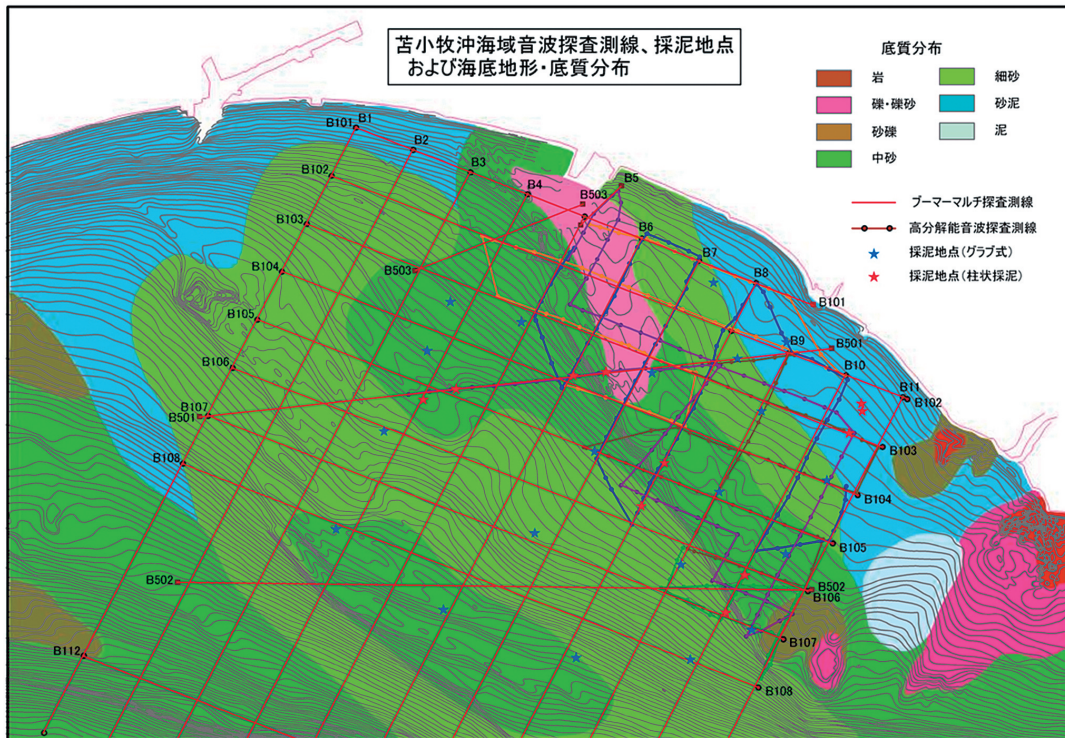 苫小牧沖海域音波探査測線、採泥地点
および海底地形・底質分布
底質分布
岩
細砂
礫・礫砂
砂泥
砂礫
泥
中砂
ブーマーマルチ探査測線
高分解能音波探査測線
採泥地点(グラブ式)
採泥地点(柱状採泥)
B1
B101
B2
B3
B102
B4
B5
B503
B103
B6
B7
B104
B503
B8
B101
B105
B501
B9
B106
B10
B11
B102
B107
B501
B103
B108
B104
B105
B502
B502
B106
B107
B112
B108